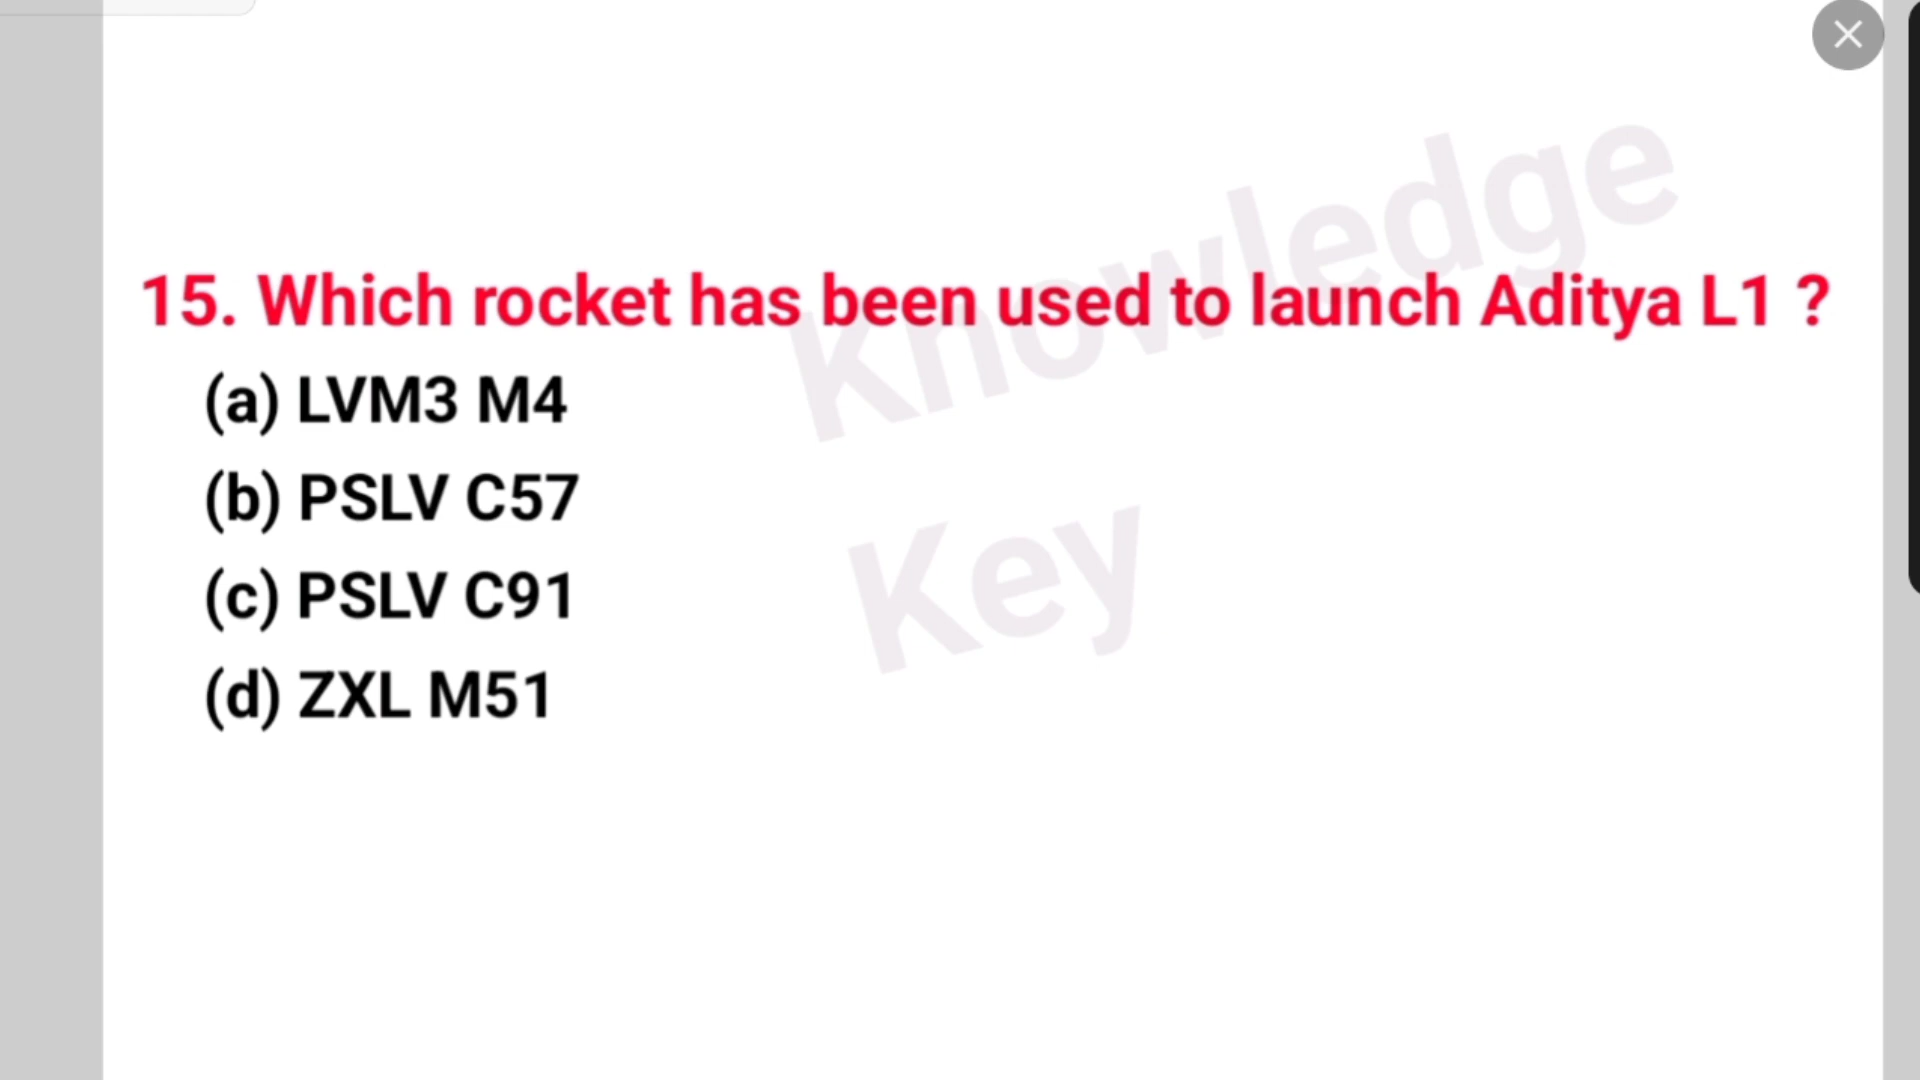 Knowledge
15. Which rocket has been used to launch Aditya L1 ?
(a) LVM3 M4
(b) PSLV C57
Key
(c) PSLV C91
(d) ZXL M51